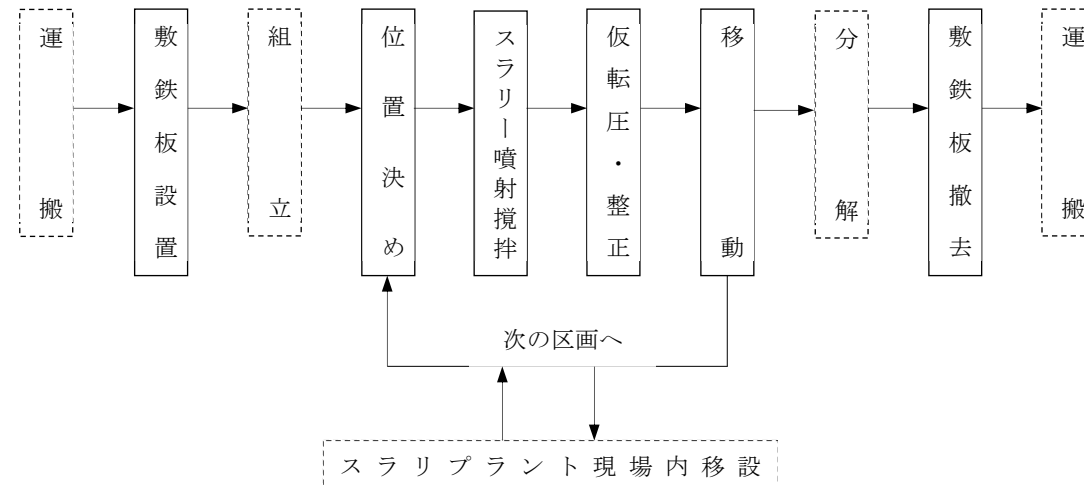 運搬
敷鉄板設置
組立
位置決め
スラリー噴射撹拌
仮転圧・整正
移動
分解
敷鉄板撤去
運搬
次の区画へ
スラリプラント現場内移設